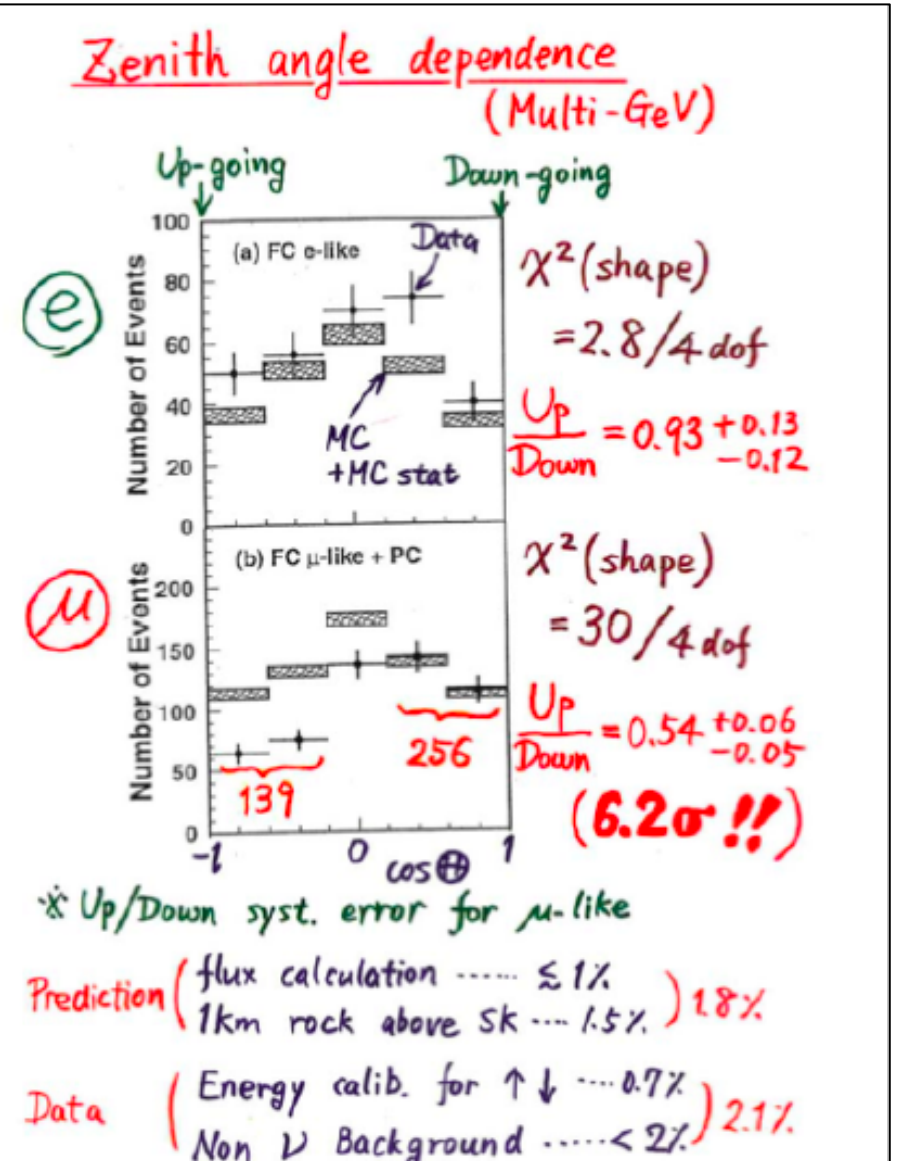 Zenith angle dependence
(Multi-GeV)
Up-going
Down-going
e
Number of Events
100
80
60
40
20
0
(a) FC e-like
Data
MC
+MC stat
χ² (shape)
= 2.8/4 dof
Up/Down = 0.93 +0.13 -0.12
μ
Number of Events
200
150
100
50
0
(b) FC μ-like + PC
139
256
-1
0
1
cos Θ
χ² (shape)
= 30/4 dof
Up/Down = 0.54 +0.06 -0.05
(6.2σ !!)
※ Up/Down syst. error for μ-like
Prediction ( flux calculation ...... ≲ 1%
1km rock above SK .... 1.5% ) 1.8%
Data ( Energy calib. for ↑ ↓ .... 0.7%
Non ν Background ..... < 2% ) 2.1%